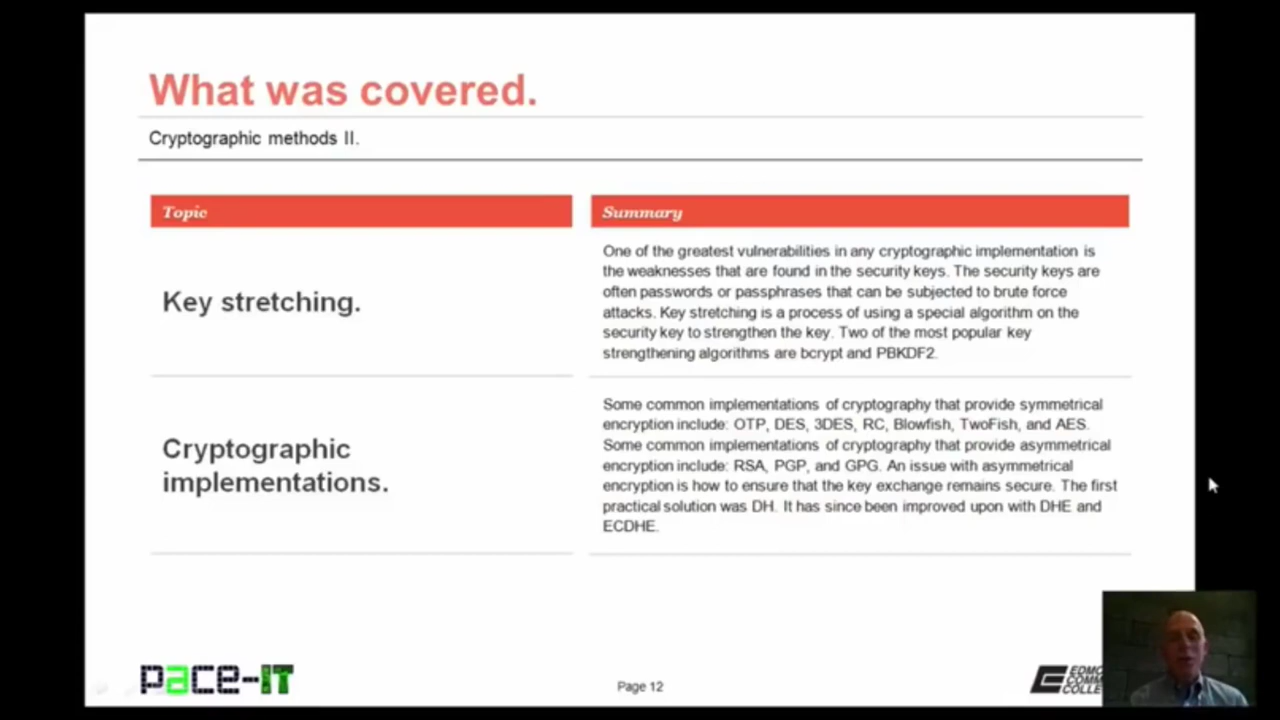 What was covered.
Cryptographic methods II.
Topic
Summary
Key stretching.
One of the greatest vulnerabilities in any cryptographic implementation is
the weaknesses that are found in the security keys. The security keys are
often passwords or passphrases that can be subjected to brute force
attacks. Key stretching is a process of using a special algorithm on the
security key to strengthen the key. Two of the most popular key
strengthening algorithms are bcrypt and PBKDF2.
Cryptographic
implementations.
Some common implementations of cryptography that provide symmetrical
encryption include: OTP, DES, 3DES, RC, Blowfish, TwoFish, and AES.
Some common implementations of cryptography that provide asymmetrical
encryption include: RSA, PGP, and GPG. An issue with asymmetrical
encryption is how to ensure that the key exchange remains secure. The first
practical solution was DH. It has since been improved upon with DHE and
ECDHE.
pace-IT
Page 12